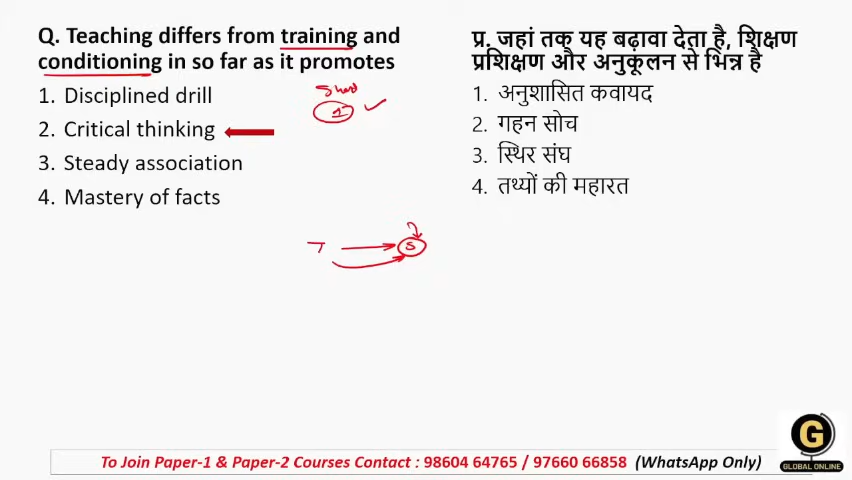 Q. Teaching differs from training and
conditioning in so far as it promotes
1. Disciplined drill
2. Critical thinking
3. Steady association
4. Mastery of facts
प्र. जहां तक यह बढ़ावा देता है, शिक्षण
प्रशिक्षण और अनुकूलन से भिन्न है
1. अनुशासित कवायद
2. गहन सोच
3. स्थिर संघ
4. तथ्यों की महारत
T
S
G
GLOBAL ONLINE
To Join Paper-1 & Paper-2 Courses Contact : 98604 64765 / 97660 66858 (WhatsApp Only)